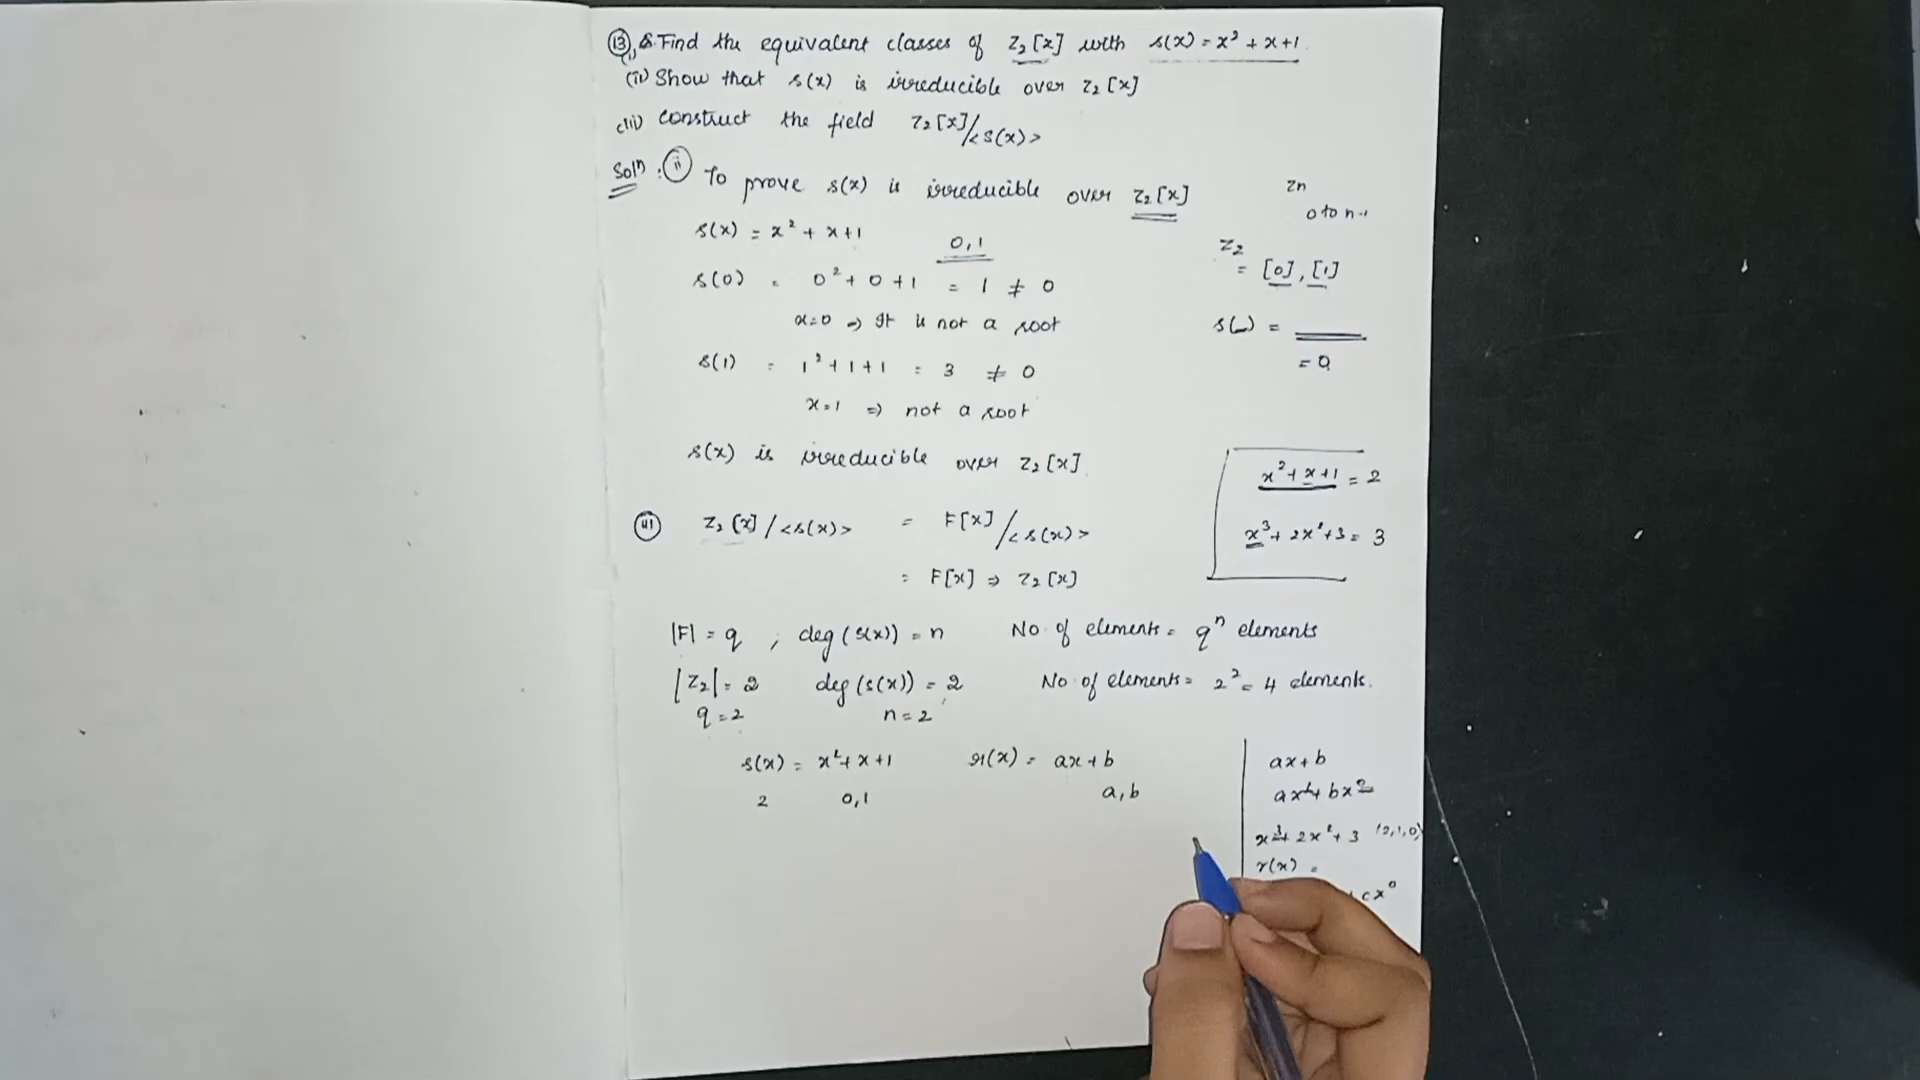 13) (i) Find the equivalent classes of Z₂[x] with s(x) = x² + x + 1.
(ii) Show that s(x) is irreducible over Z₂[x]
(iii) construct the field Z₂[x]/<s(x)>
Soln : (ii) To prove s(x) is irreducible over Z₂[x]
s(x) = x² + x + 1
0, 1
s(0) = 0² + 0 + 1 = 1 ≠ 0
x=0 ⇒ It is not a root
s(1) = 1² + 1 + 1 = 3 ≠ 0
x=1 ⇒ not a root
s(x) is irreducible over Z₂[x].
Zn
0 to n-1
Z₂
= [0], [1]
s( ) =
= 0
x² + x + 1 = 2
x³ + 2x² + 3 = 3
(iii) Z₂[x]/<s(x)> = F[x]/<s(x)>
= F[x] ⇒ Z₂[x]
|F| = q ; deg(s(x)) = n No. of elements = qⁿ elements
|Z₂| = 2 deg(s(x)) = 2 No. of elements = 2² = 4 elements.
q = 2 n = 2
s(x) = x² + x + 1 r(x) = ax + b
2 0, 1 a, b
ax + b
x³ + 2x² + 3 (2,1,0)
r(x) =
+ cx⁰